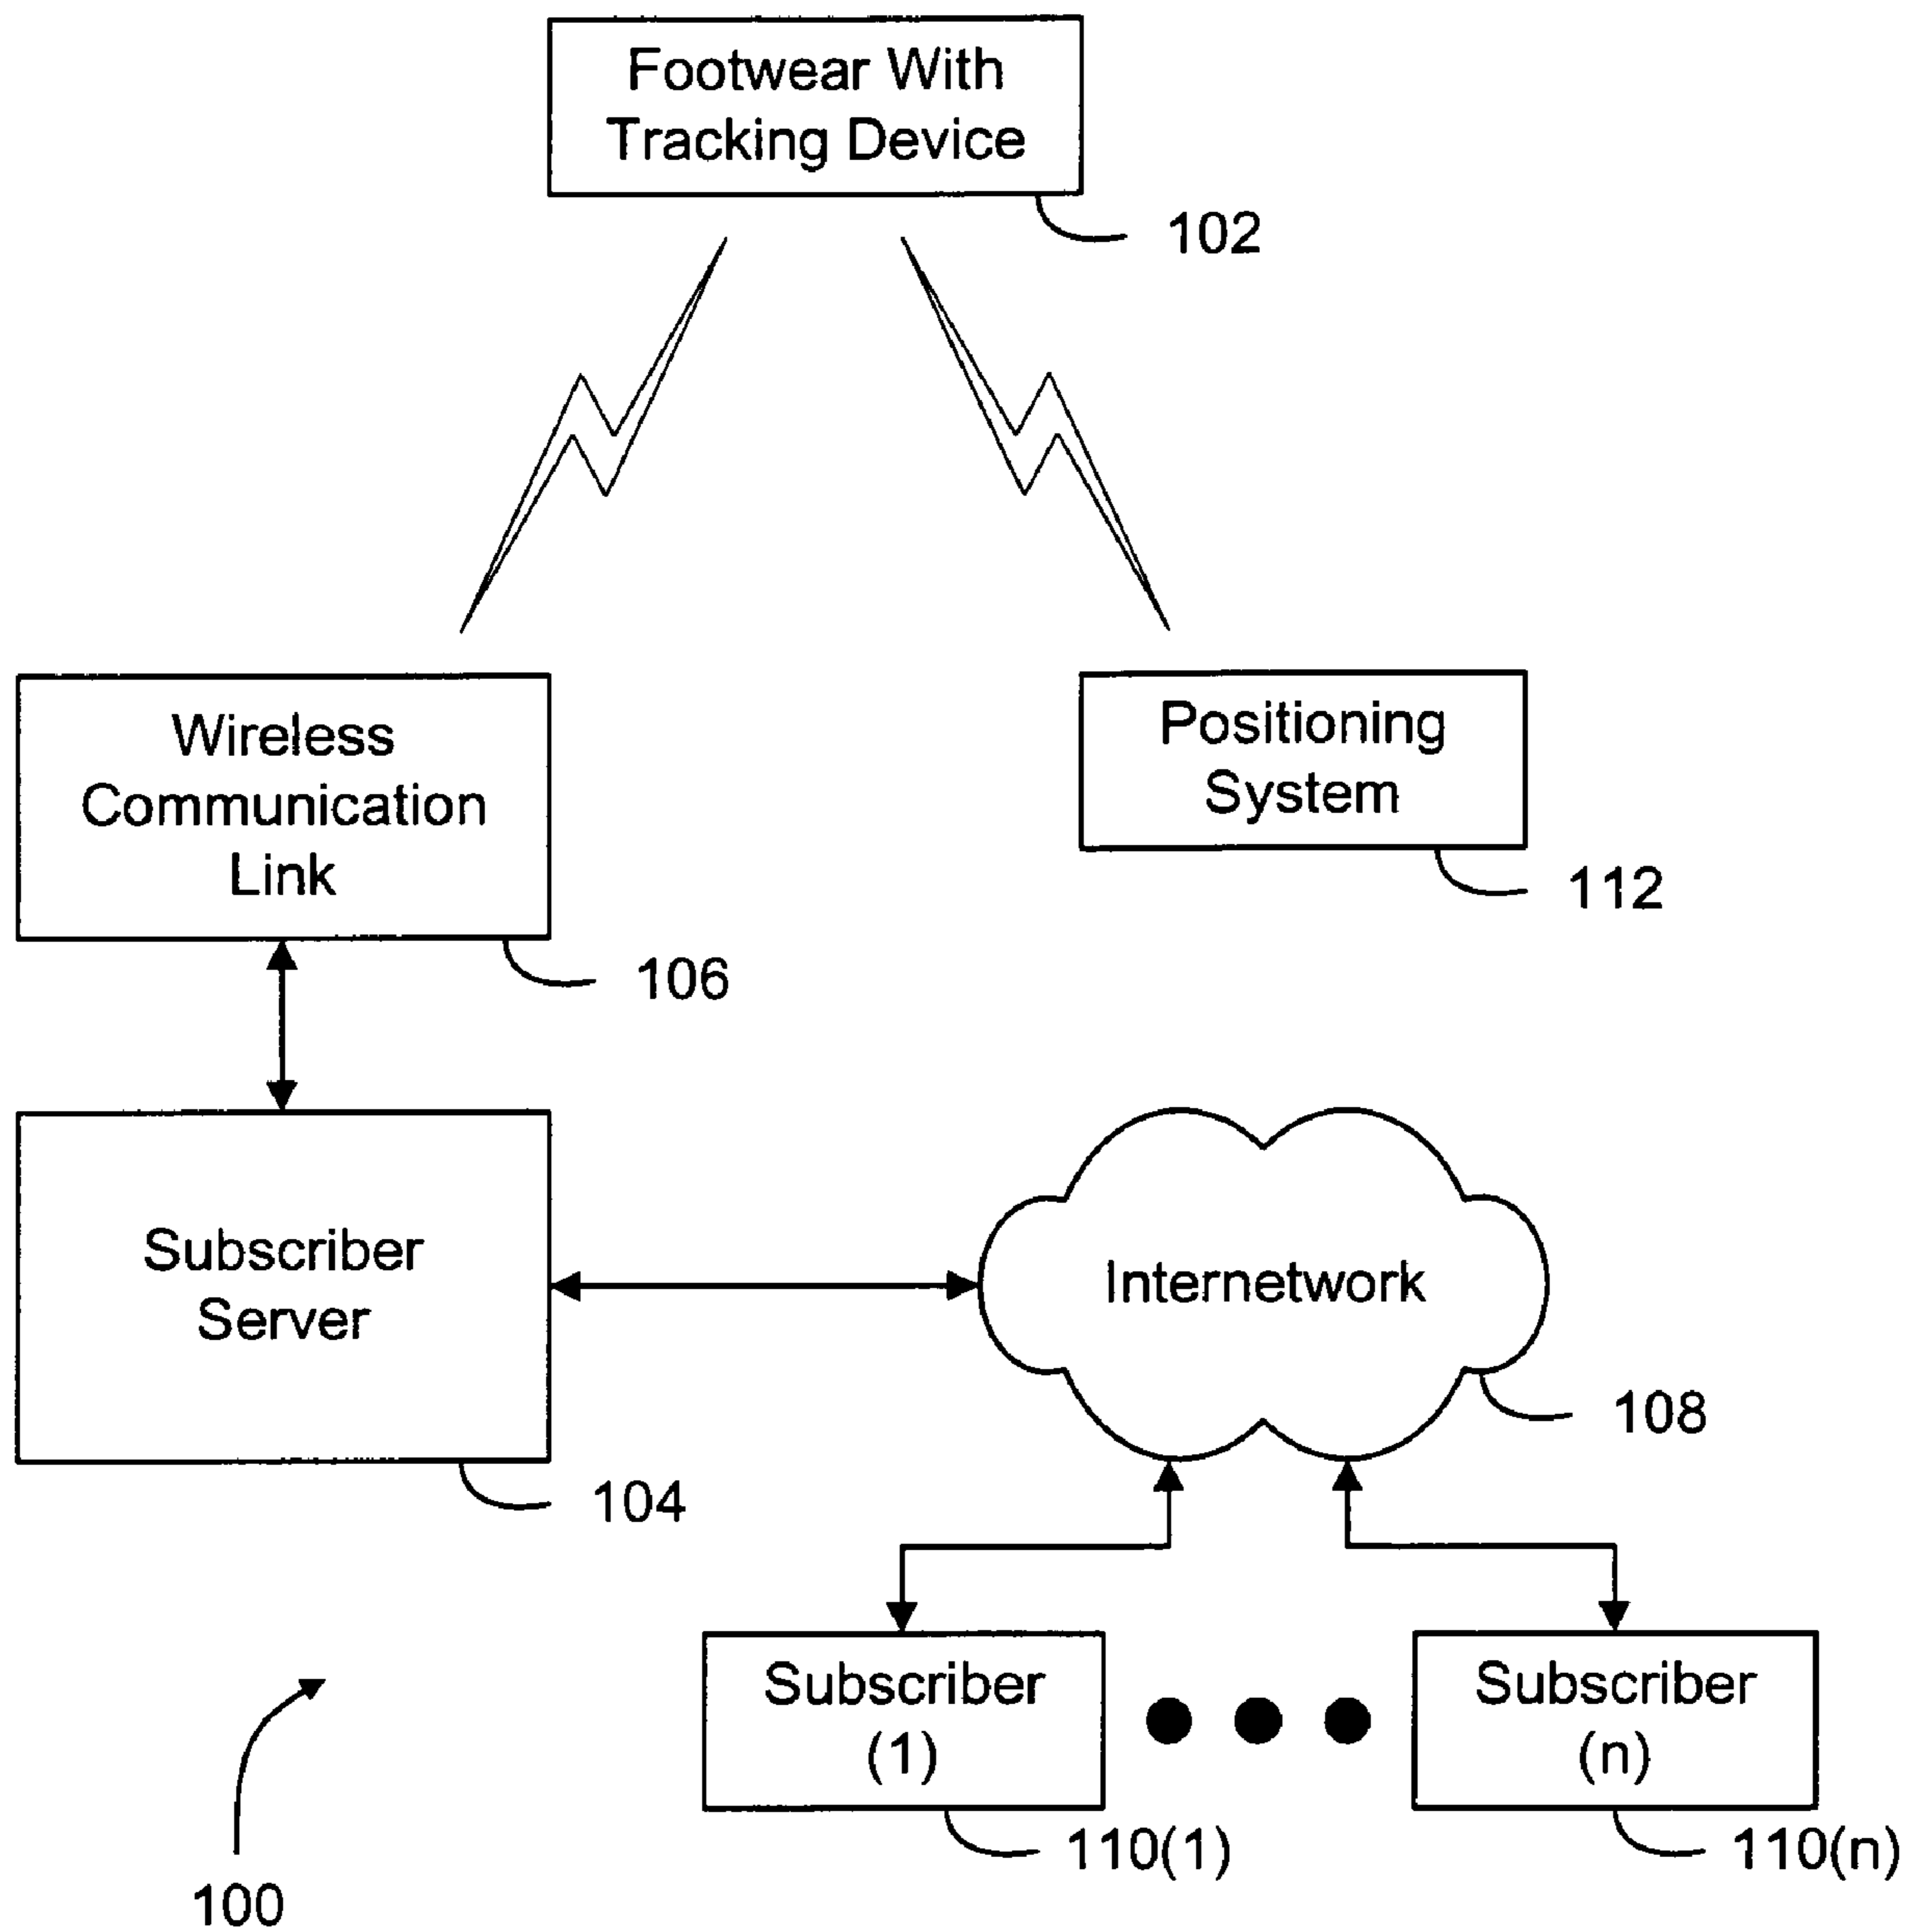 Footwear With
Tracking Device
102
Wireless
Communication
Link
106
Positioning
System
112
Subscriber
Server
104
Internetwork
108
Subscriber
(1)
110(1)
Subscriber
(n)
110(n)
100